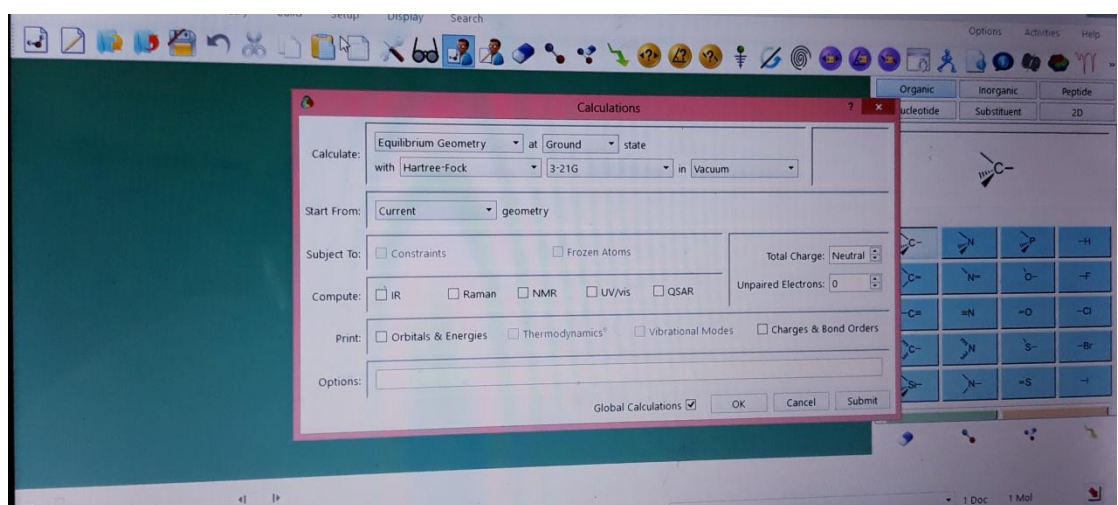 Setup Display Search
Options Activities Help
Organic Inorganic Peptide
ucleotide Substituent 2D
Calculations ? ×
Calculate: Equilibrium Geometry at Ground state
with Hartree-Fock 3-21G in Vacuum
C–
Start From: Current geometry
Subject To: Constraints Frozen Atoms
Total Charge: Neutral
Unpaired Electrons: 0
Compute: IR Raman NMR UV/vis QSAR
Print: Orbitals & Energies Thermodynamics Vibrational Modes Charges & Bond Orders
Options:
Global Calculations OK Cancel Submit
C– N P –H
C= N= O– –F
–C≡ ≡N =O –Cl
C– N S– –Br
Si– N– =S –I
1 Doc 1 Mol